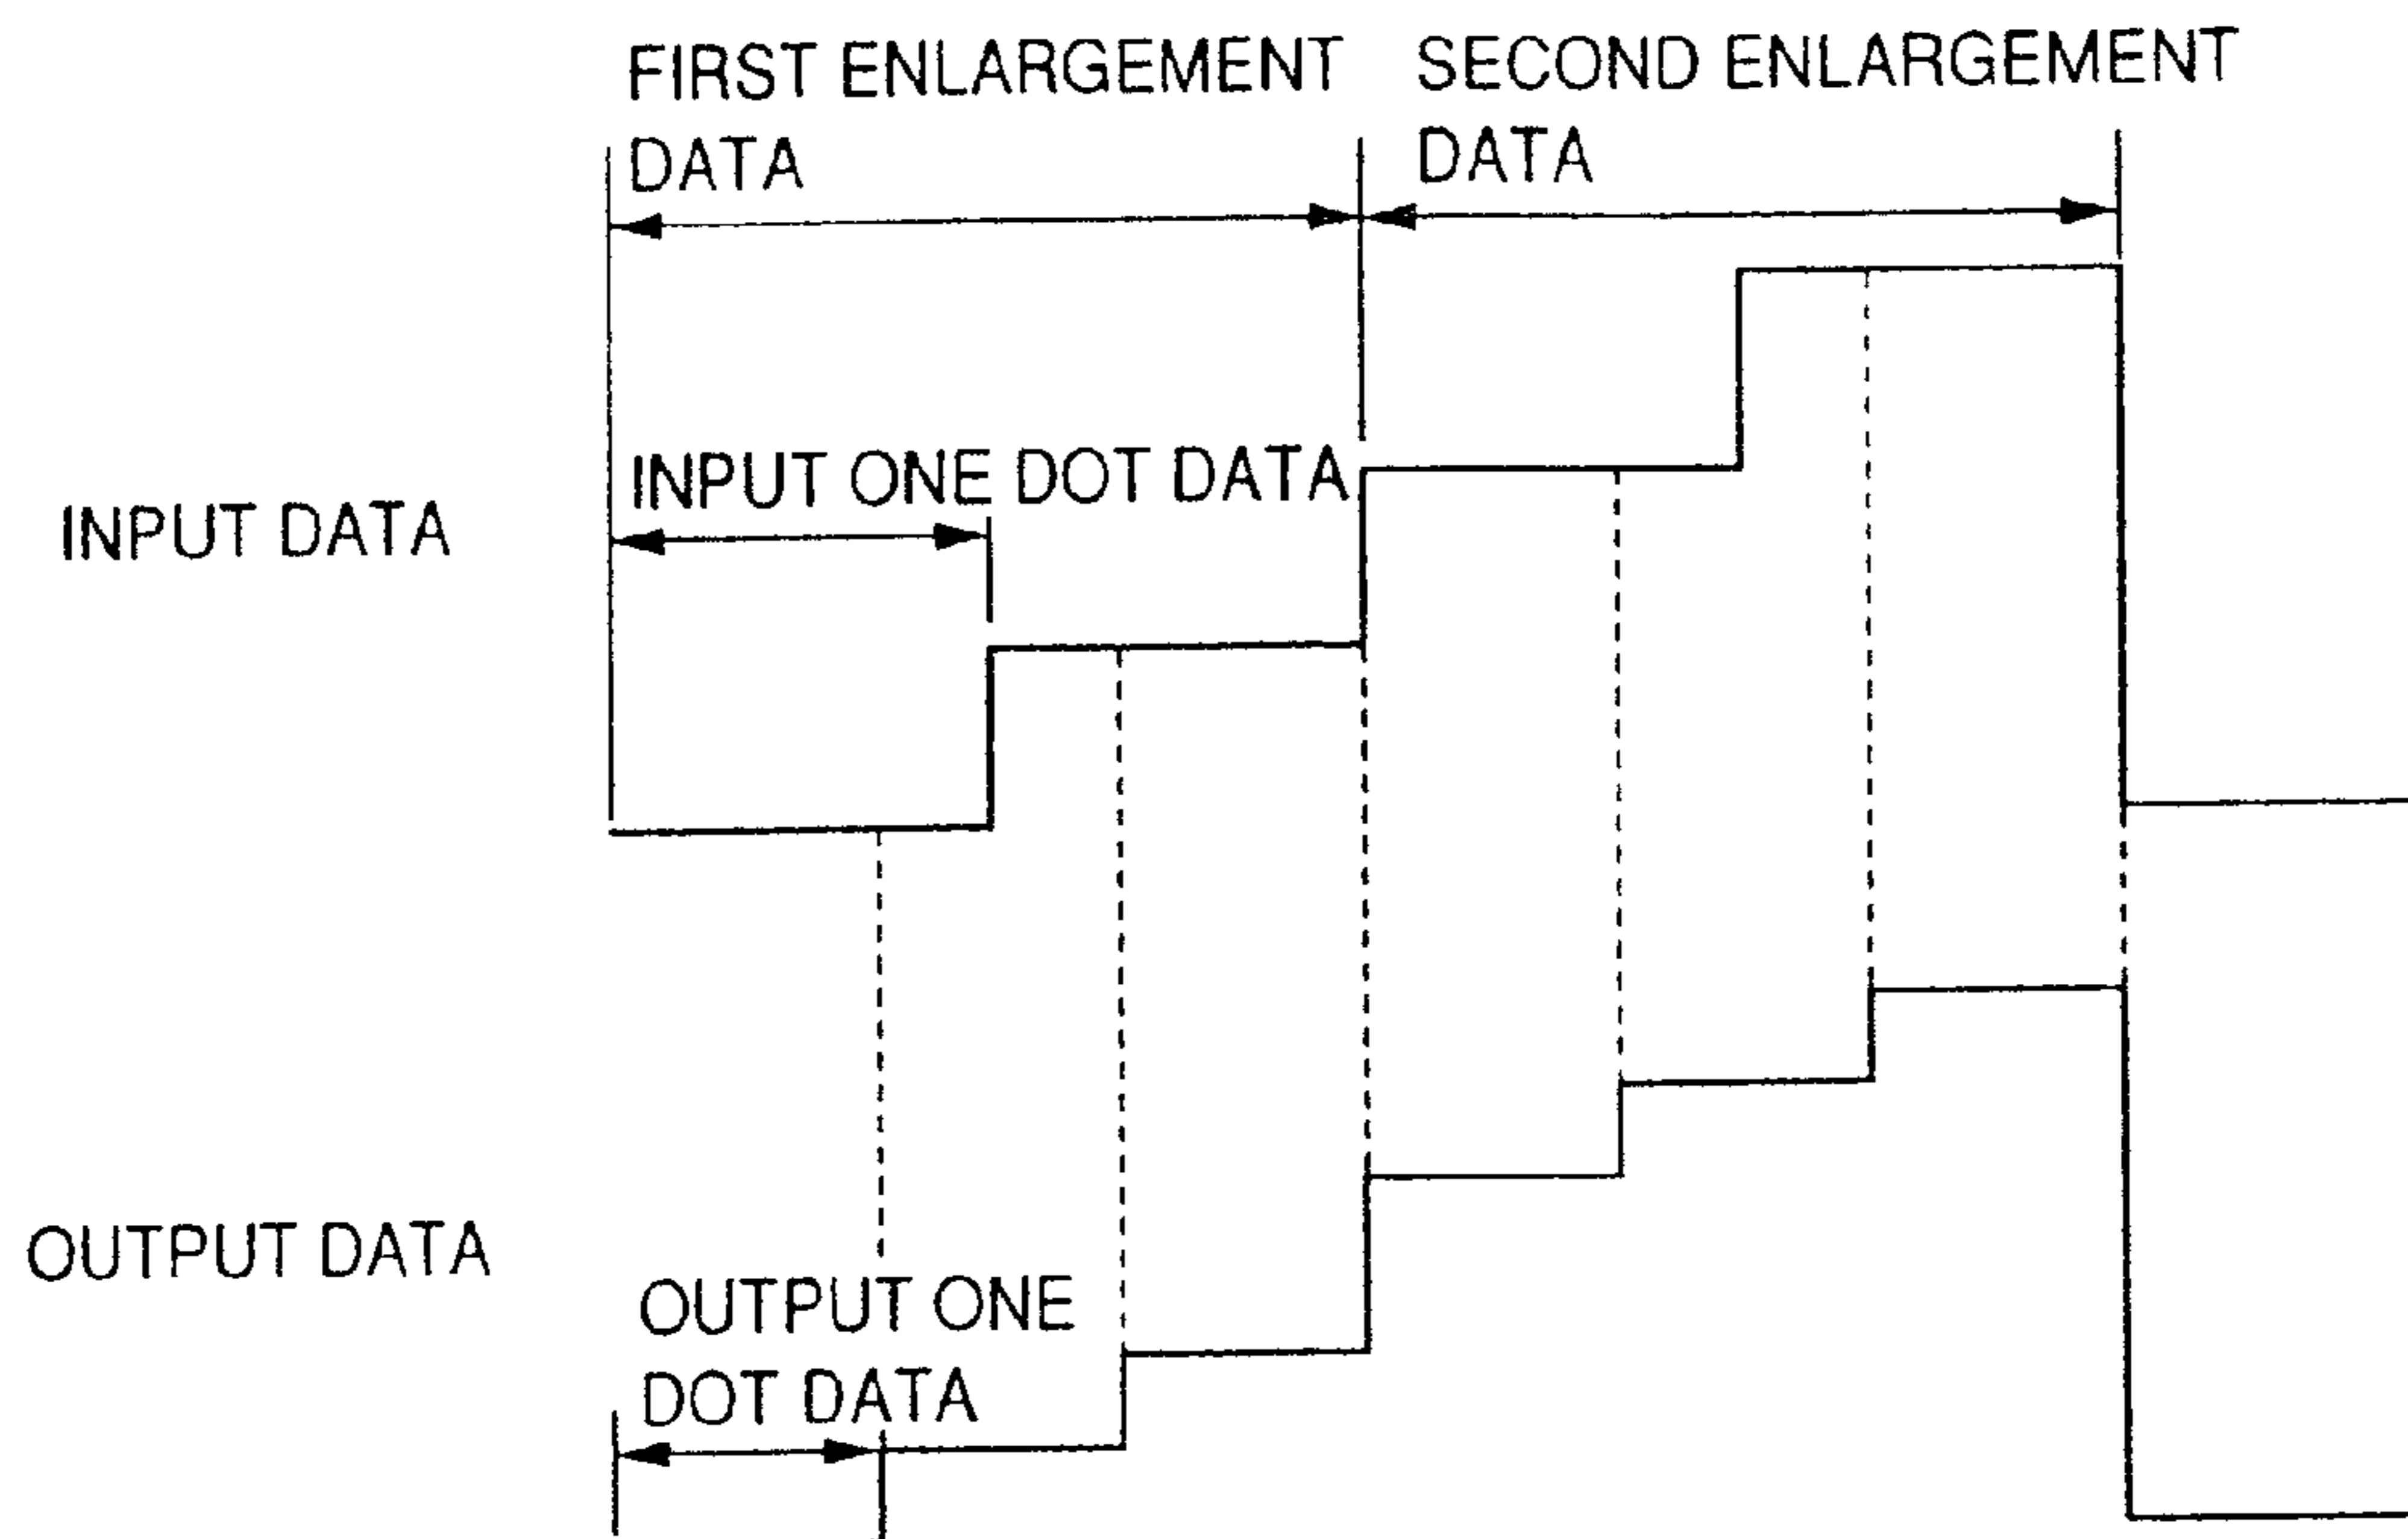 FIRST ENLARGEMENT
DATA
SECOND ENLARGEMENT
DATA
INPUT DATA
INPUT ONE DOT DATA
OUTPUT DATA
OUTPUT ONE
DOT DATA